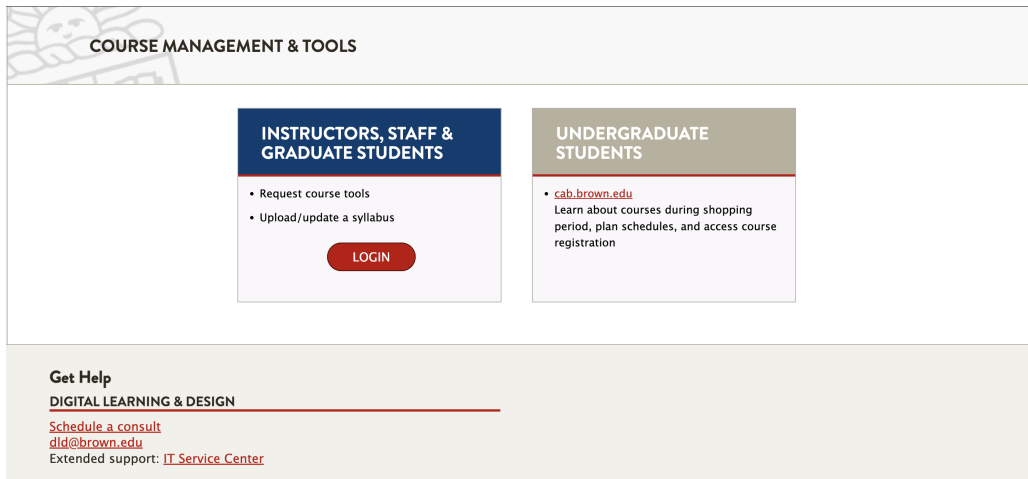 COURSE MANAGEMENT & TOOLS
INSTRUCTORS, STAFF &
GRADUATE STUDENTS
• Request course tools
• Upload/update a syllabus
LOGIN
UNDERGRADUATE
STUDENTS
• cab.brown.edu
Learn about courses during shopping
period, plan schedules, and access course
registration
Get Help
DIGITAL LEARNING & DESIGN
Schedule a consult
dld@brown.edu
Extended support: IT Service Center